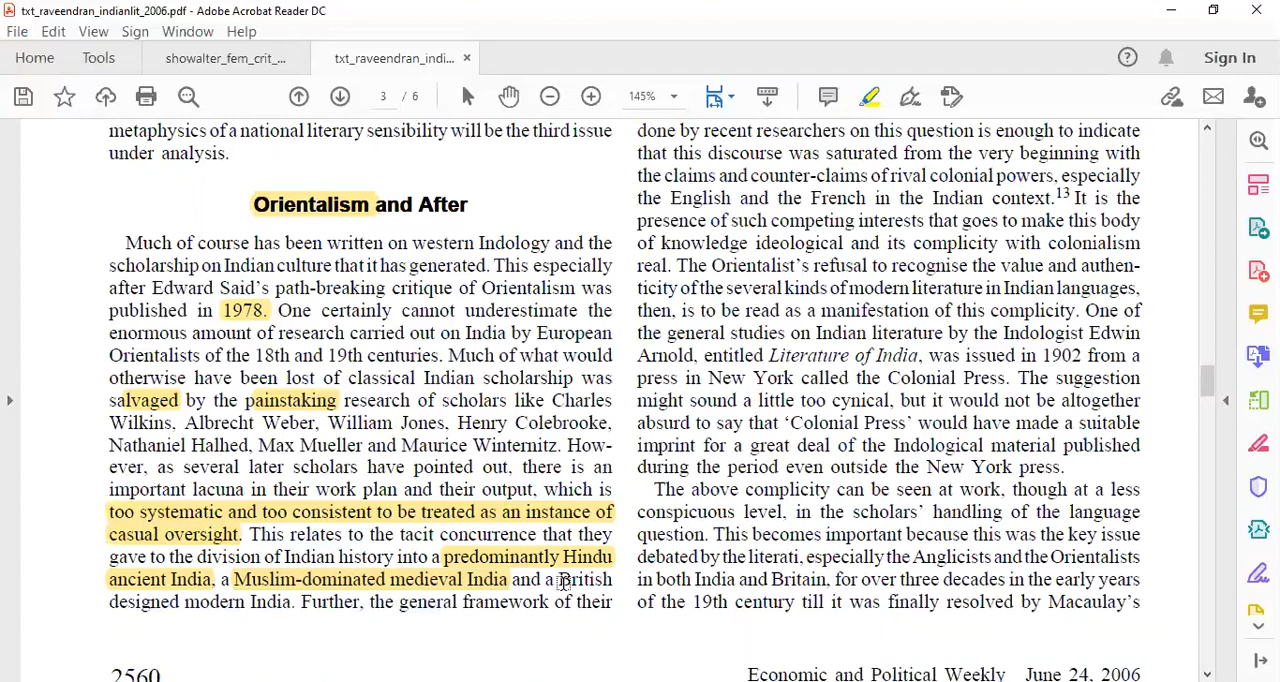 txt_raveendran_indianlit_2006.pdf - Adobe Acrobat Reader DC
File Edit View Sign Window Help
Home Tools showalter_fem_crit_... txt_raveendran_indi... Sign In
3 / 6 145%
metaphysics of a national literary sensibility will be the third issue
under analysis.
Orientalism and After
Much of course has been written on western Indology and the
scholarship on Indian culture that it has generated. This especially
after Edward Said's path-breaking critique of Orientalism was
published in 1978. One certainly cannot underestimate the
enormous amount of research carried out on India by European
Orientalists of the 18th and 19th centuries. Much of what would
otherwise have been lost of classical Indian scholarship was
salvaged by the painstaking research of scholars like Charles
Wilkins, Albrecht Weber, William Jones, Henry Colebrooke,
Nathaniel Halhed, Max Mueller and Maurice Winternitz. How-
ever, as several later scholars have pointed out, there is an
important lacuna in their work plan and their output, which is
too systematic and too consistent to be treated as an instance of
casual oversight. This relates to the tacit concurrence that they
gave to the division of Indian history into a predominantly Hindu
ancient India, a Muslim-dominated medieval India and a British
designed modern India. Further, the general framework of their
2560
done by recent researchers on this question is enough to indicate
that this discourse was saturated from the very beginning with
the claims and counter-claims of rival colonial powers, especially
the English and the French in the Indian context.13 It is the
presence of such competing interests that goes to make this body
of knowledge ideological and its complicity with colonialism
real. The Orientalist's refusal to recognise the value and authen-
ticity of the several kinds of modern literature in Indian languages,
then, is to be read as a manifestation of this complicity. One of
the general studies on Indian literature by the Indologist Edwin
Arnold, entitled Literature of India, was issued in 1902 from a
press in New York called the Colonial Press. The suggestion
might sound a little too cynical, but it would not be altogether
absurd to say that 'Colonial Press' would have made a suitable
imprint for a great deal of the Indological material published
during the period even outside the New York press.
The above complicity can be seen at work, though at a less
conspicuous level, in the scholars' handling of the language
question. This becomes important because this was the key issue
debated by the literati, especially the Anglicists and the Orientalists
in both India and Britain, for over three decades in the early years
of the 19th century till it was finally resolved by Macaulay's
Economic and Political Weekly June 24, 2006